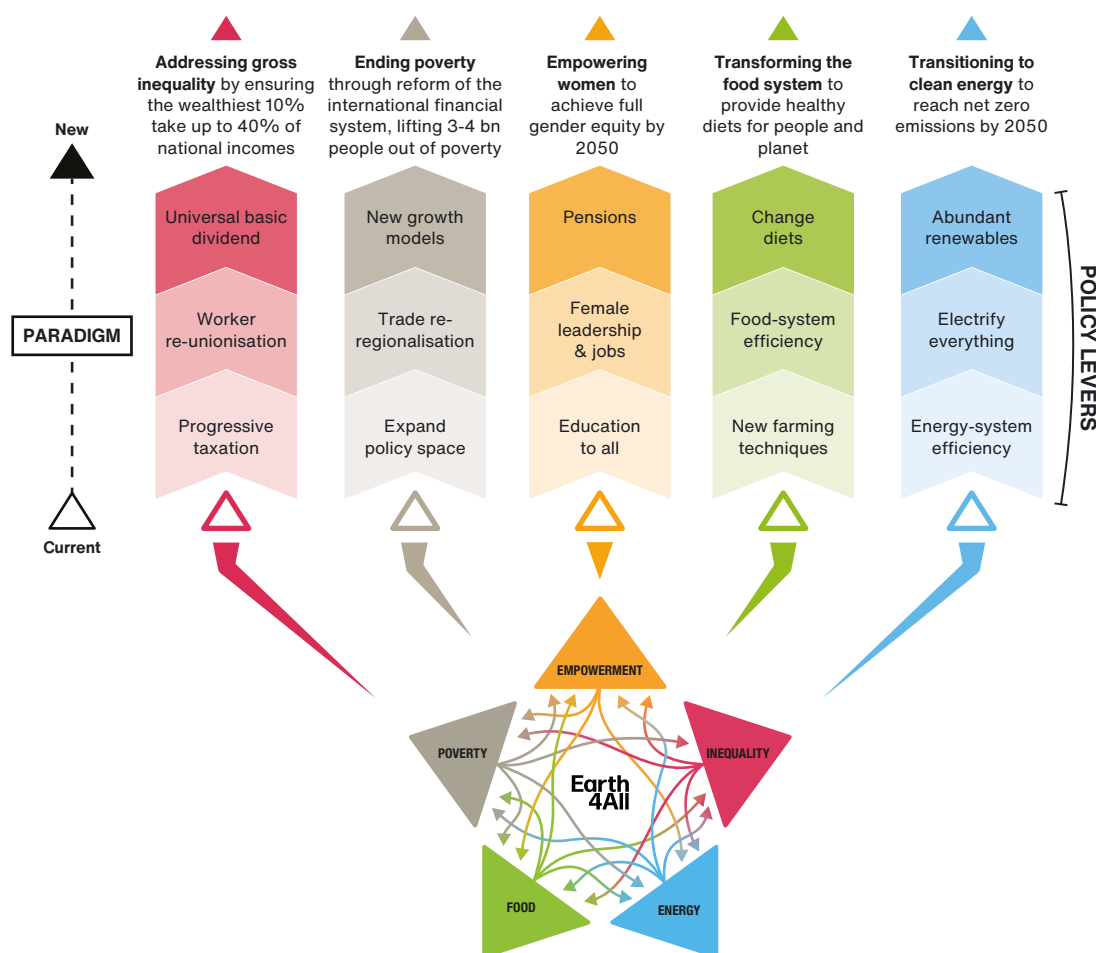 Addressing gross
inequality by ensuring
the wealthiest 10%
take up to 40% of
national incomes
Ending poverty
through reform of the
international financial
system, lifting 3-4 bn
people out of poverty
Empowering
women to
achieve full
gender equity by
2050
Transforming the
food system to
provide healthy
diets for people and
planet
Transitioning to
clean energy to
reach net zero
emissions by 2050
New
PARADIGM
Current
Universal basic
dividend
Worker
re-unionisation
Progressive
taxation
New growth
models
Trade re-
regionalisation
Expand
policy space
Pensions
Female
leadership
& jobs
Education
to all
Change
diets
Food-system
efficiency
New farming
techniques
Abundant
renewables
Electrify
everything
Energy-system
efficiency
POLICY LEVERS
EMPOWERMENT
POVERTY
INEQUALITY
Earth
4All
FOOD
ENERGY